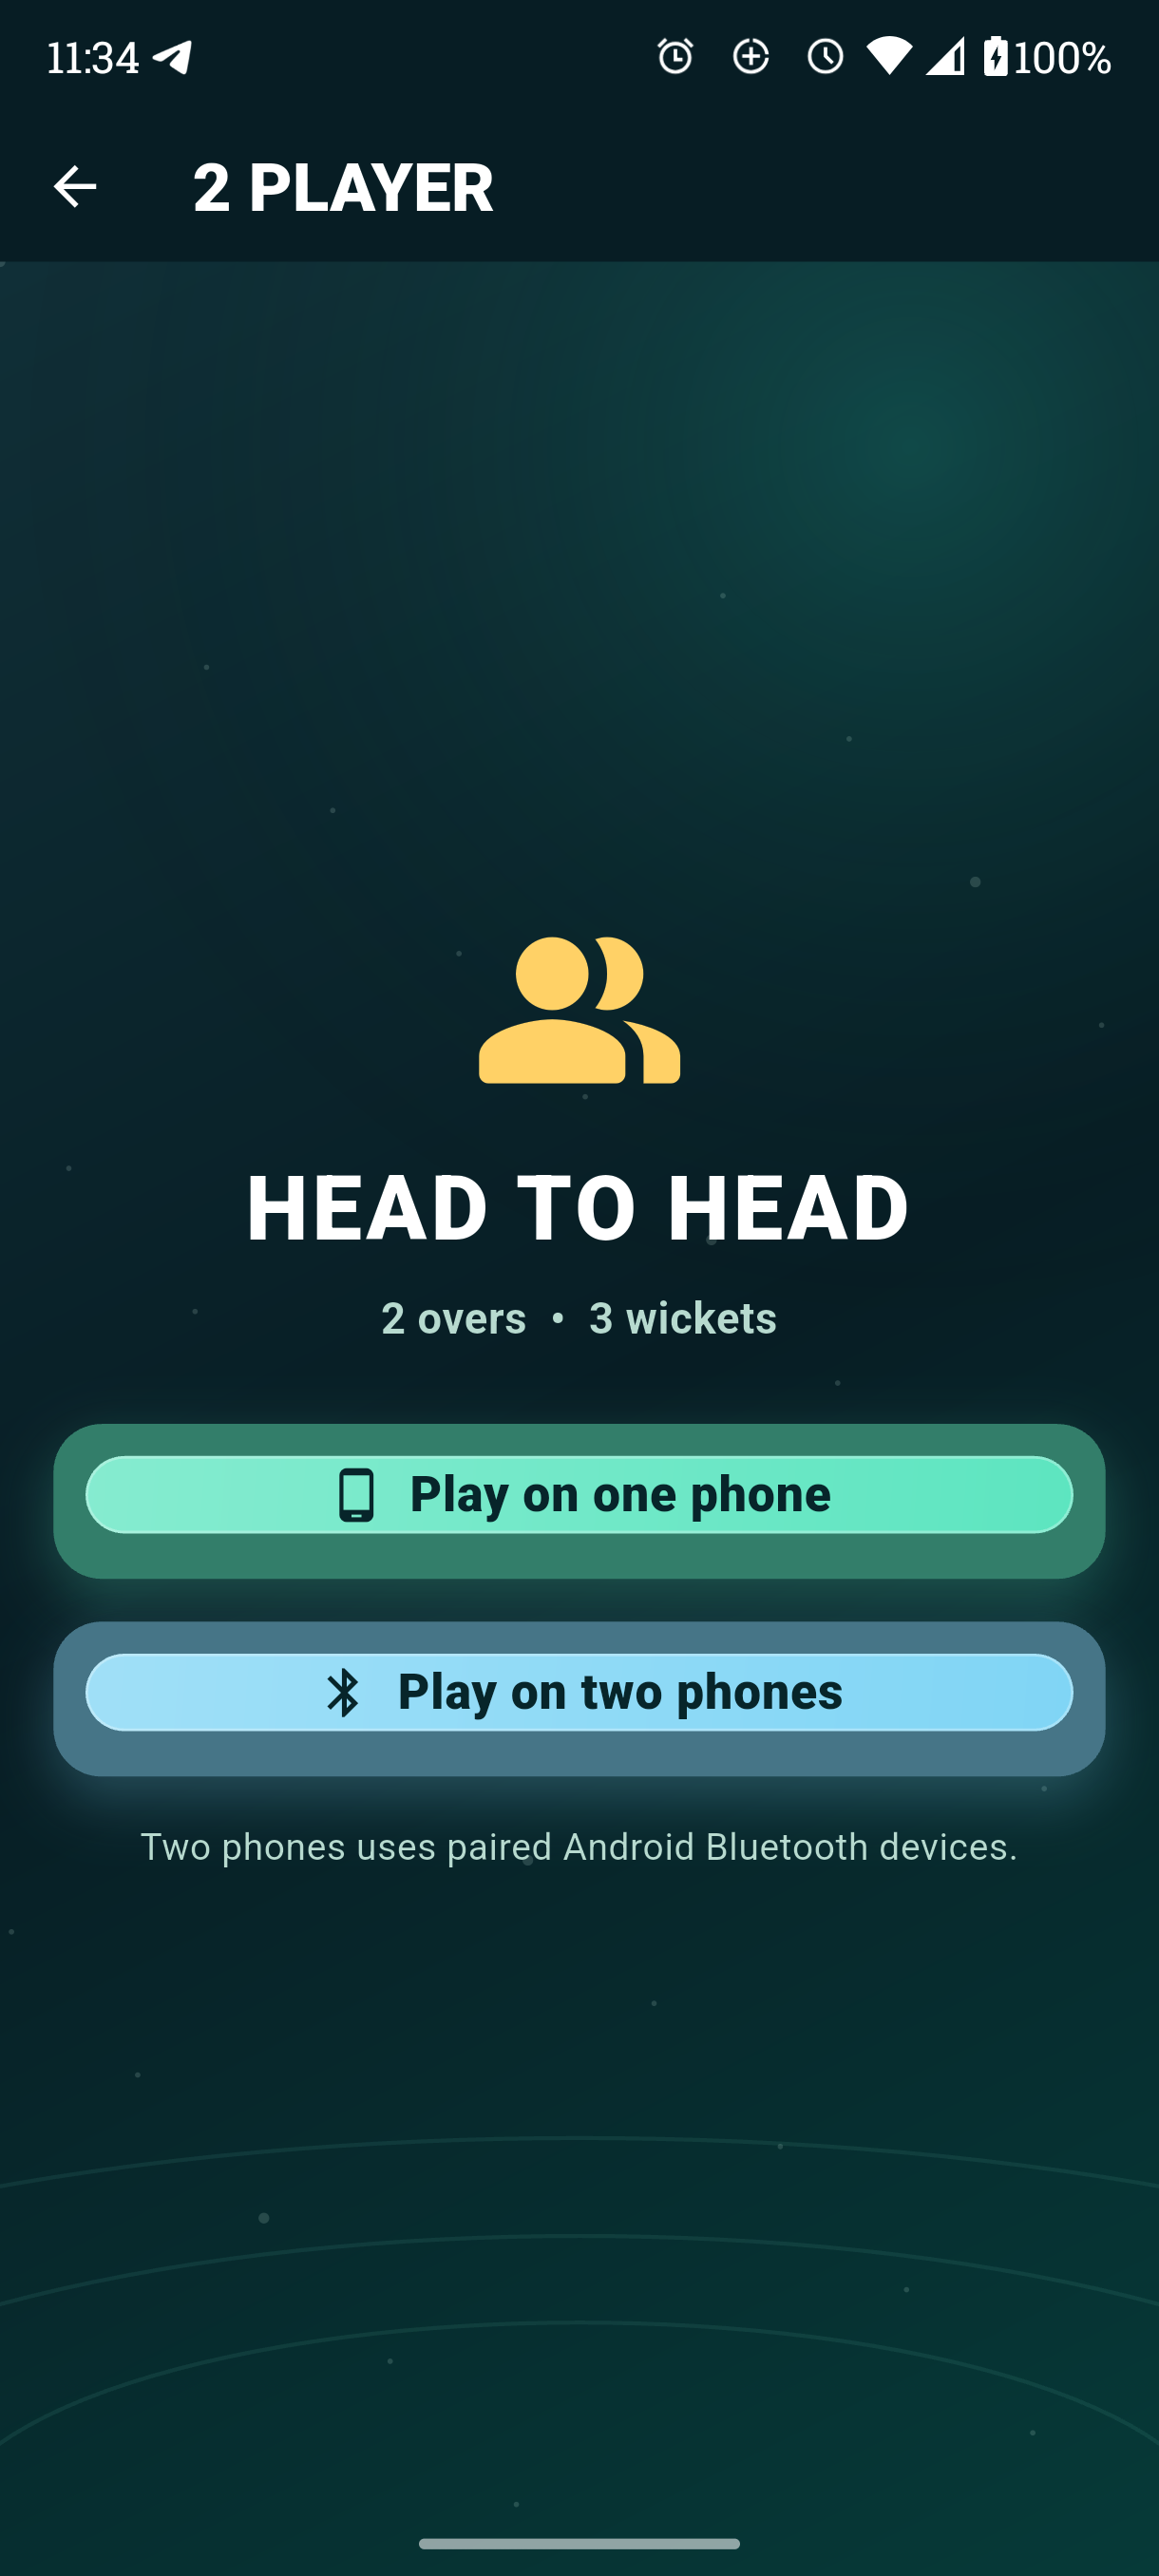 11:34 100%
2 PLAYER
HEAD TO HEAD
2 overs • 3 wickets
Play on one phone
Play on two phones
Two phones uses paired Android Bluetooth devices.